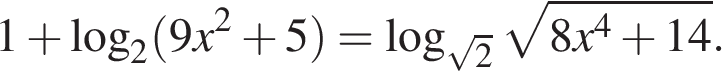 1 + log₂(9x² + 5) = log_{√2} √(8x⁴ + 14).